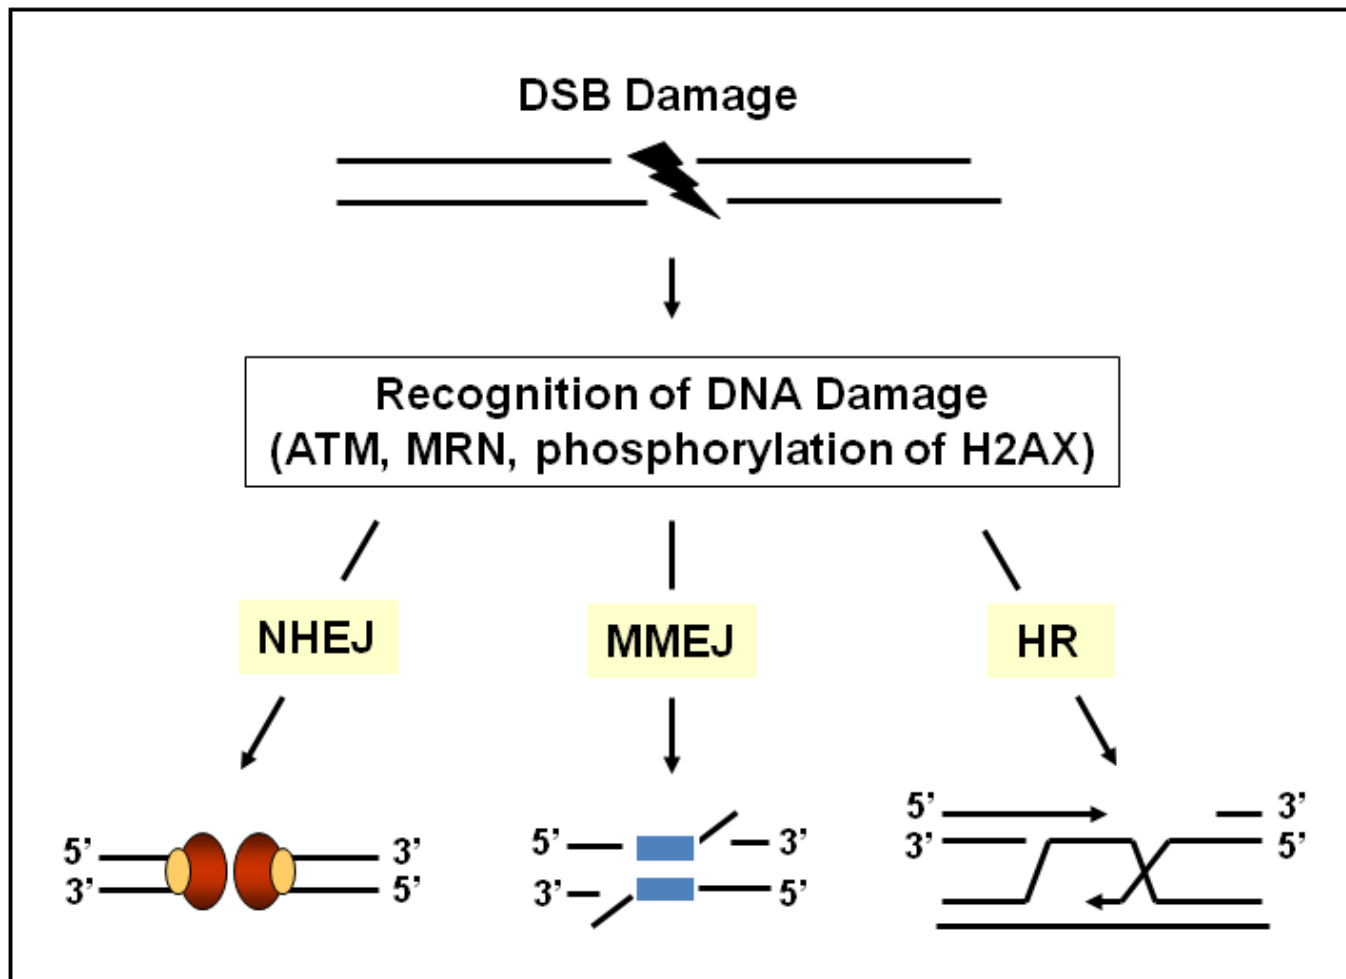 DSB Damage
Recognition of DNA Damage
(ATM, MRN, phosphorylation of H2AX)
NHEJ
MMEJ
HR
5’ 3’
3’ 5’
5’ 3’
3’ 5’
5’ 3’
3’ 5’